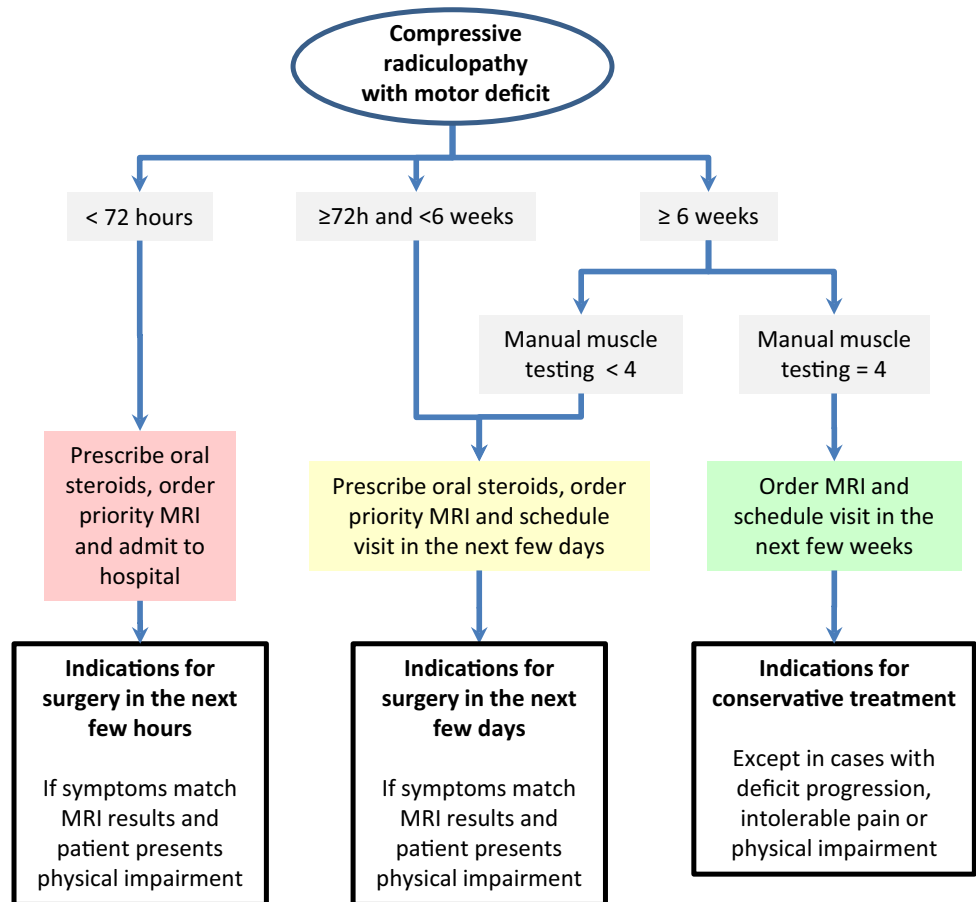 Compressive
radiculopathy
with motor deficit
< 72 hours
≥72h and <6 weeks
≥ 6 weeks
Manual muscle
testing < 4
Manual muscle
testing = 4
Prescribe oral
steroids, order
priority MRI
and admit to
hospital
Prescribe oral steroids, order
priority MRI and schedule
visit in the next few days
Order MRI and
schedule visit in the
next few weeks
Indications for
surgery in the next
few hours
If symptoms match
MRI results and
patient presents
physical impairment
Indications for
surgery in the next
few days
If symptoms match
MRI results and
patient presents
physical impairment
Indications for
conservative treatment
Except in cases with
deficit progression,
intolerable pain or
physical impairment